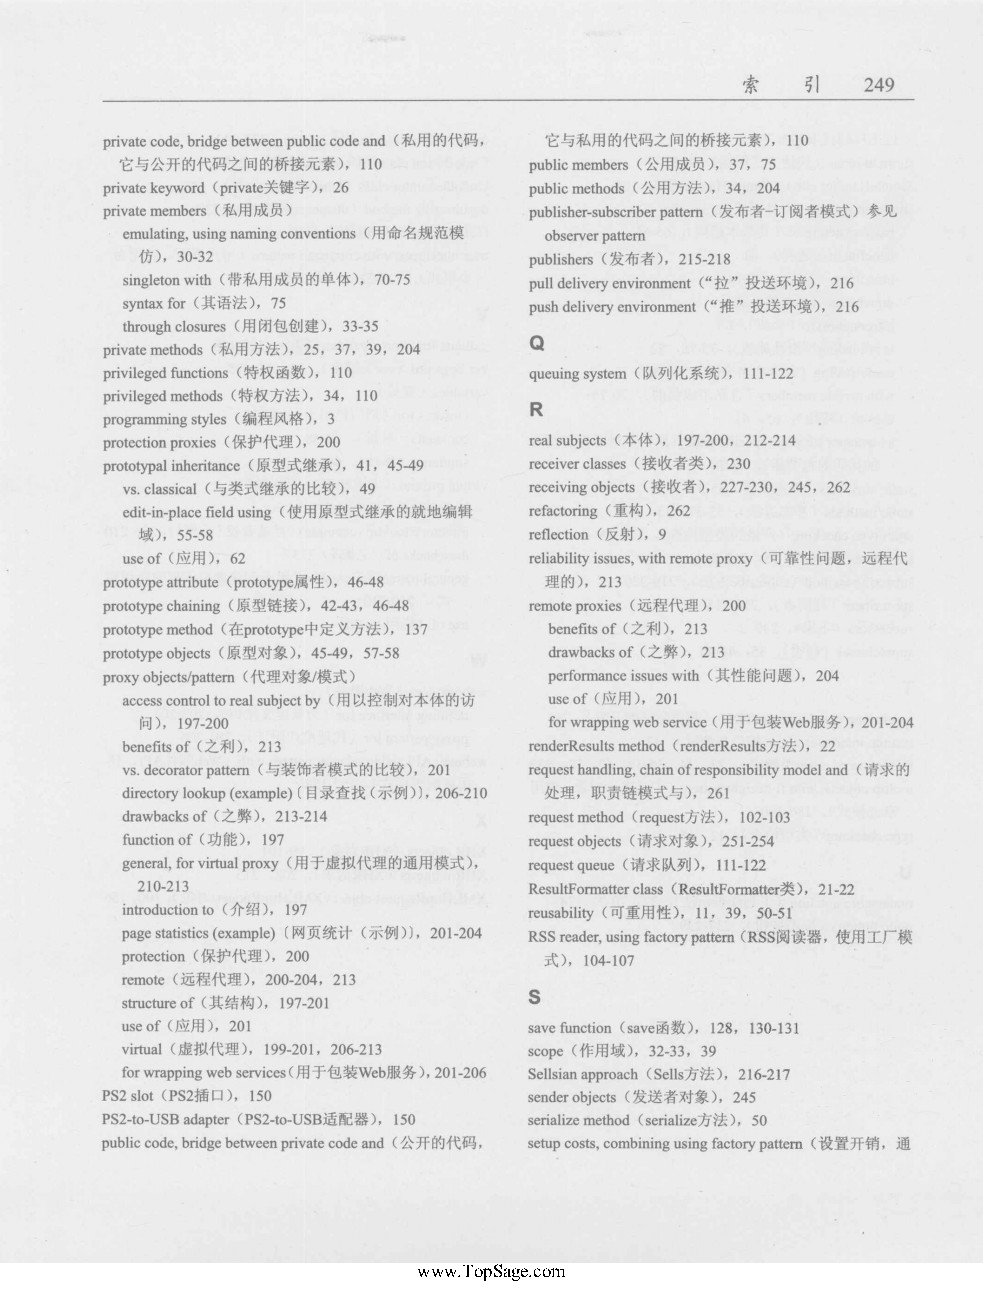 索 引 249
private code, bridge between public code and（私用的代码，
它与公开的代码之间的桥接元素），110
private keyword（private关键字），26
private members（私用成员）
emulating, using naming conventions（用命名规范模
仿），30-32
singleton with（带私用成员的单体），70-75
syntax for（其语法），75
through closures（用闭包创建），33-35
private methods（私用方法），25，37，39，204
privileged functions（特权函数），110
privileged methods（特权方法），34，110
programming styles（编程风格），3
protection proxies（保护代理），200
prototypal inheritance（原型式继承），41，45-49
vs. classical（与类式继承的比较），49
edit-in-place field using（使用原型式继承的就地编辑
域），55-58
use of（应用），62
prototype attribute（prototype属性），46-48
prototype chaining（原型链接），42-43，46-48
prototype method（在prototype中定义方法），137
prototype objects（原型对象），45-49，57-58
proxy objects/pattern（代理对象/模式）
access control to real subject by（用以控制对本体的访
问），197-200
benefits of（之利），213
vs. decorator pattern（与装饰者模式的比较），201
directory lookup (example)〔目录查找（示例）〕，206-210
drawbacks of（之弊），213-214
function of（功能），197
general, for virtual proxy（用于虚拟代理的通用模式），
210-213
introduction to（介绍），197
page statistics (example)〔网页统计（示例）〕，201-204
protection（保护代理），200
remote（远程代理），200-204，213
structure of（其结构），197-201
use of（应用），201
virtual（虚拟代理），199-201，206-213
for wrapping web services（用于包装Web服务），201-206
PS2 slot（PS2插口），150
PS2-to-USB adapter（PS2-to-USB适配器），150
public code, bridge between private code and（公开的代码，
它与私用的代码之间的桥接元素），110
public members（公用成员），37，75
public methods（公用方法），34，204
publisher-subscriber pattern（发布者-订阅者模式）参见
observer pattern
publishers（发布者），215-218
pull delivery environment（“拉”投送环境），216
push delivery environment（“推”投送环境），216
Q
queuing system（队列化系统），111-122
R
real subjects（本体），197-200，212-214
receiver classes（接收者类），230
receiving objects（接收者），227-230，245，262
refactoring（重构），262
reflection（反射），9
reliability issues, with remote proxy（可靠性问题，远程代
理的），213
remote proxies（远程代理），200
benefits of（之利），213
drawbacks of（之弊），213
performance issues with（其性能问题），204
use of（应用），201
for wrapping web service（用于包装Web服务），201-204
renderResults method（renderResults方法），22
request handling, chain of responsibility model and（请求的
处理，职责链模式与），261
request method（request方法），102-103
request objects（请求对象），251-254
request queue（请求队列），111-122
ResultFormatter class（ResultFormatter类），21-22
reusability（可重用性），11，39，50-51
RSS reader, using factory pattern（RSS阅读器，使用工厂模
式），104-107
S
save function（save函数），128，130-131
scope（作用域），32-33，39
Sellsian approach（Sells方法），216-217
sender objects（发送者对象），245
serialize method（serialize方法），50
setup costs, combining using factory pattern（设置开销，通
www.TopSage.com